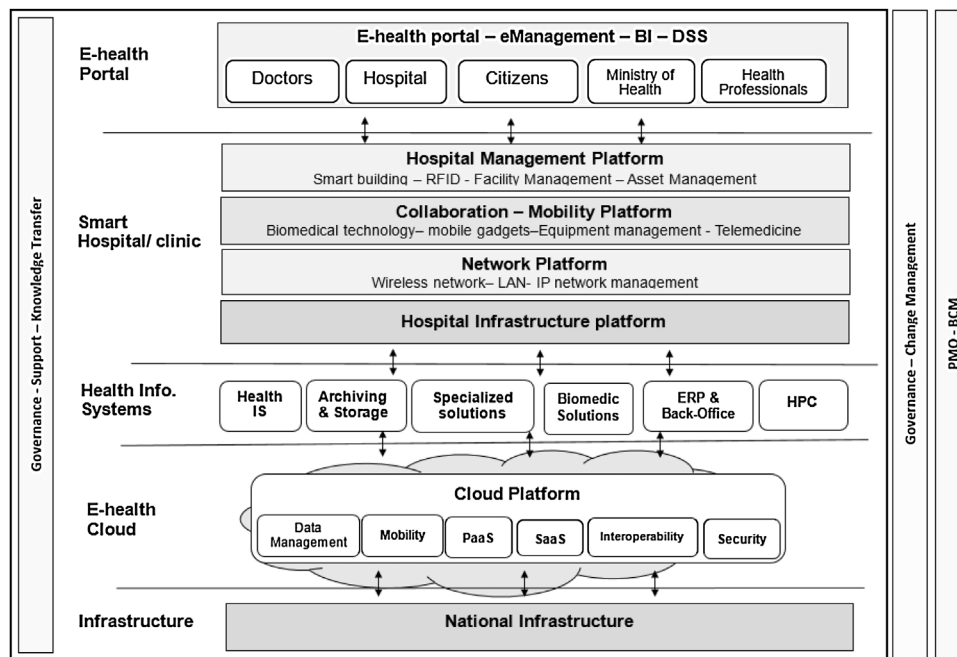 E-health portal – eManagement – BI – DSS
E-health
Portal
Doctors
Hospital
Citizens
Ministry of
Health
Health
Professionals
Hospital Management Platform
Smart building – RFID - Facility Management – Asset Management
Smart
Hospital/ clinic
Collaboration – Mobility Platform
Biomedical technology– mobile gadgets–Equipment management - Telemedicine
Network Platform
Wireless network– LAN- IP network management
Hospital Infrastructure platform
Health Info.
Systems
Health
IS
Archiving
& Storage
Specialized
solutions
Biomedic
Solutions
ERP &
Back-Office
HPC
E-health
Cloud
Cloud Platform
Data
Management
Mobility
PaaS
SaaS
Interoperability
Security
Infrastructure
National Infrastructure
Governance - Support – Knowledge Transfer
Governance – Change Management
PMO - BCM